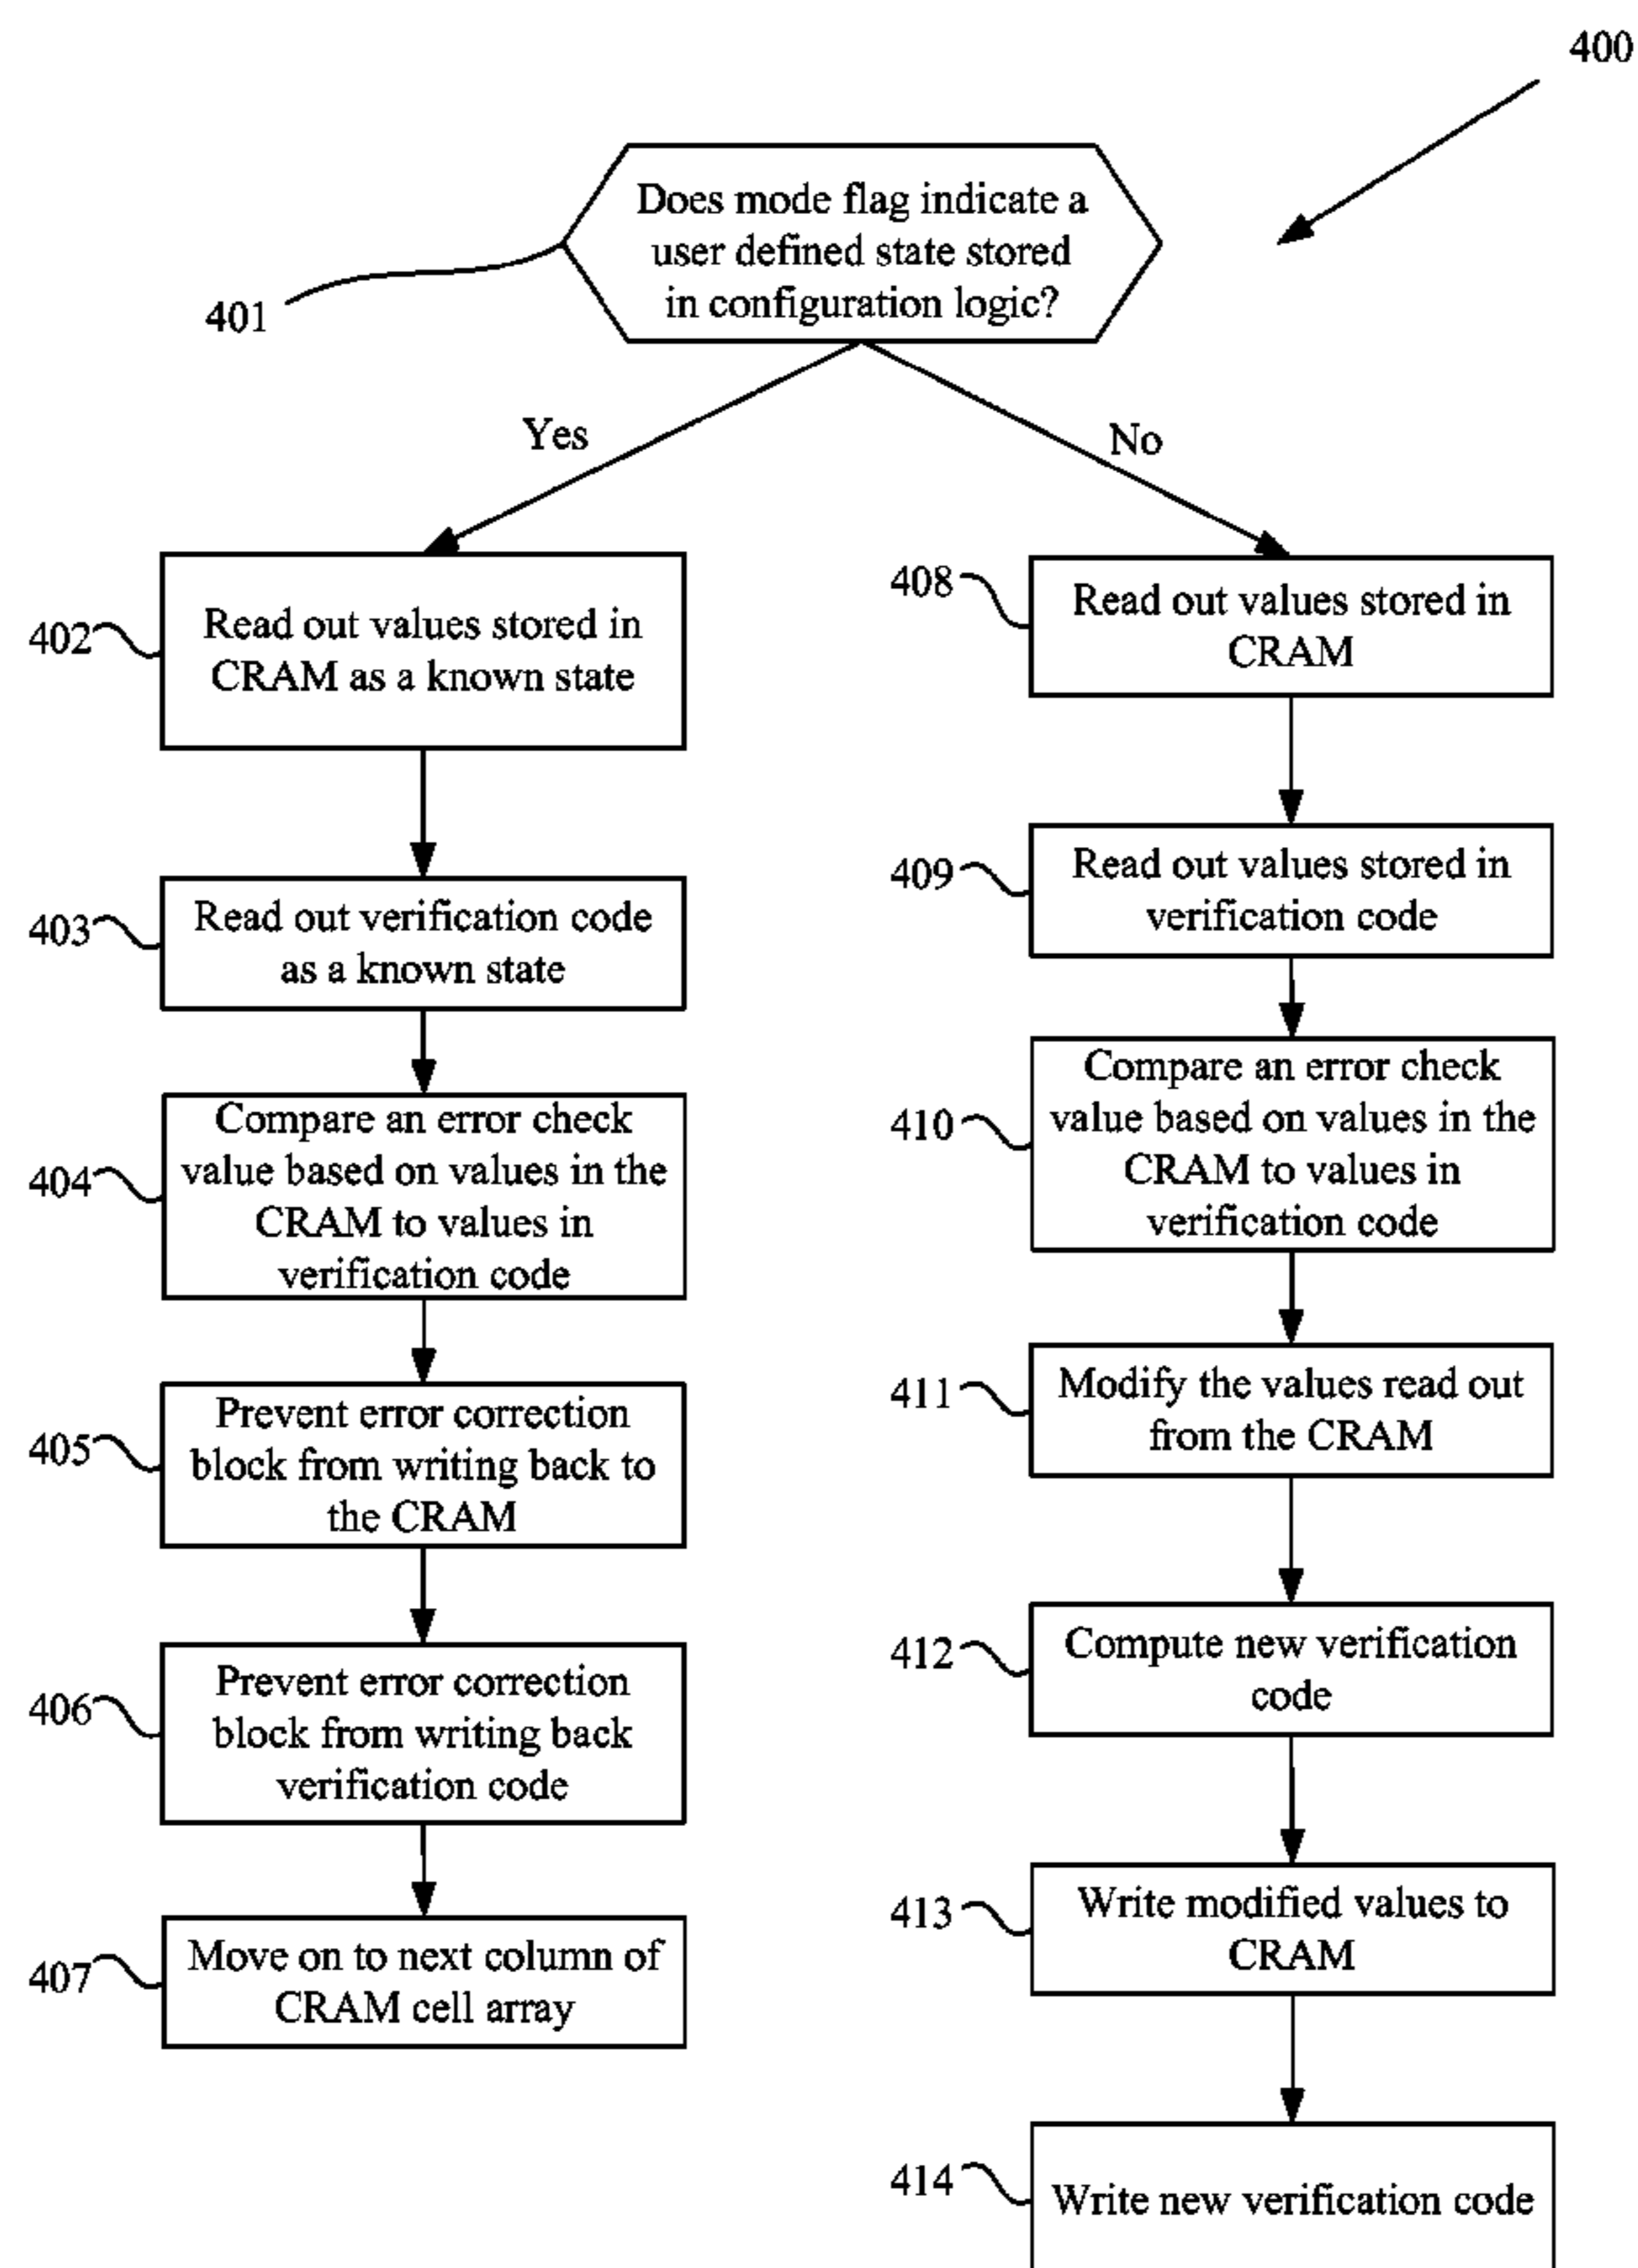 400
Does mode flag indicate a
user defined state stored
in configuration logic?
401
Yes
No
402
Read out values stored in
CRAM as a known state
403
Read out verification code
as a known state
404
Compare an error check
value based on values in the
CRAM to values in
verification code
405
Prevent error correction
block from writing back to
the CRAM
406
Prevent error correction
block from writing back
verification code
407
Move on to next column of
CRAM cell array
408
Read out values stored in
CRAM
409
Read out values stored in
verification code
410
Compare an error check
value based on values in the
CRAM to values in
verification code
411
Modify the values read out
from the CRAM
412
Compute new verification
code
413
Write modified values to
CRAM
414
Write new verification code